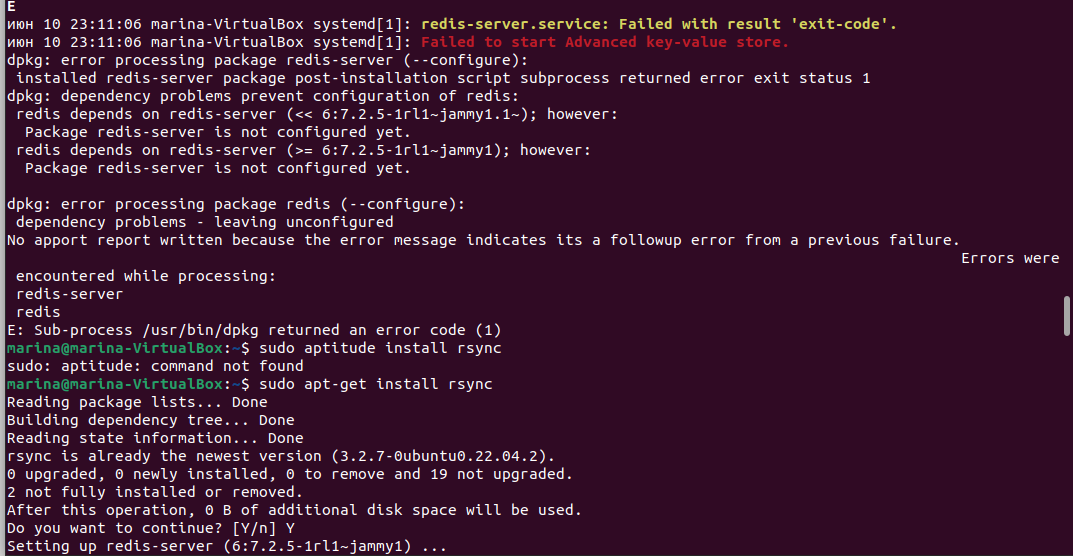 E
июн 10 23:11:06 marina-VirtualBox systemd[1]: redis-server.service: Failed with result 'exit-code'.
июн 10 23:11:06 marina-VirtualBox systemd[1]: Failed to start Advanced key-value store.
dpkg: error processing package redis-server (--configure):
 installed redis-server package post-installation script subprocess returned error exit status 1
dpkg: dependency problems prevent configuration of redis:
 redis depends on redis-server (<< 6:7.2.5-1rl1~jammy1.1~); however:
  Package redis-server is not configured yet.
 redis depends on redis-server (>= 6:7.2.5-1rl1~jammy1); however:
  Package redis-server is not configured yet.

dpkg: error processing package redis (--configure):
 dependency problems - leaving unconfigured
No apport report written because the error message indicates its a followup error from a previous failure.
Errors were
 encountered while processing:
 redis-server
 redis
E: Sub-process /usr/bin/dpkg returned an error code (1)
marina@marina-VirtualBox:~$ sudo aptitude install rsync
sudo: aptitude: command not found
marina@marina-VirtualBox:~$ sudo apt-get install rsync
Reading package lists... Done
Building dependency tree... Done
Reading state information... Done
rsync is already the newest version (3.2.7-0ubuntu0.22.04.2).
0 upgraded, 0 newly installed, 0 to remove and 19 not upgraded.
2 not fully installed or removed.
After this operation, 0 B of additional disk space will be used.
Do you want to continue? [Y/n] Y
Setting up redis-server (6:7.2.5-1rl1~jammy1) ...